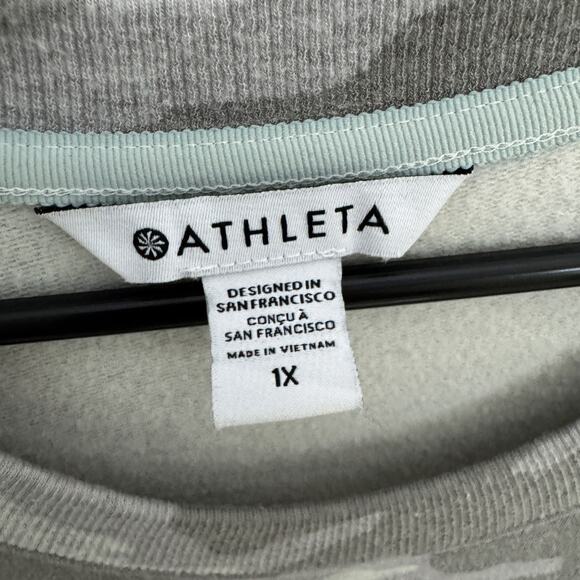 ATHLETA
DESIGNED IN
SAN FRANCISCO
CONÇU À
SAN FRANCISCO
MADE IN VIETNAM
1X